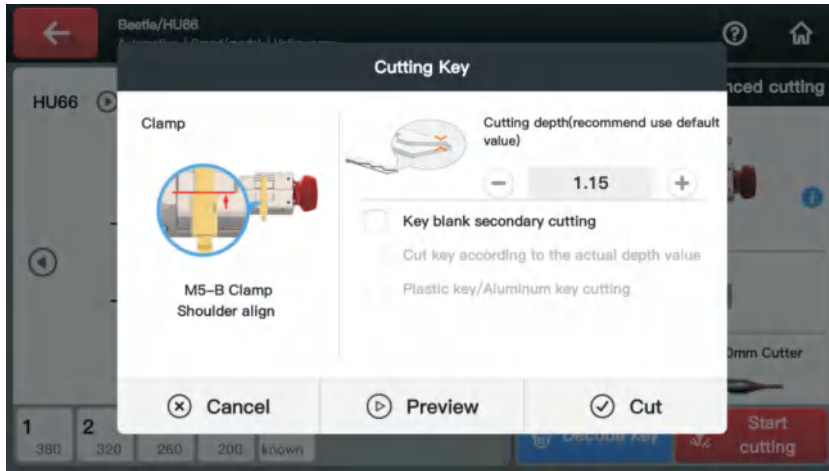 Beetle/HU66
Cutting Key
nced cutting
HU66
Clamp
Cutting depth(recommend use default
value)
1.15
Key blank secondary cutting
Cut key according to the actual depth value
Plastic key/Aluminum key cutting
M5-B Clamp
Shoulder align
0mm Cutter
Cancel
Preview
Cut
1
2
380
320
260
200
known
Decode Key
Start
cutting